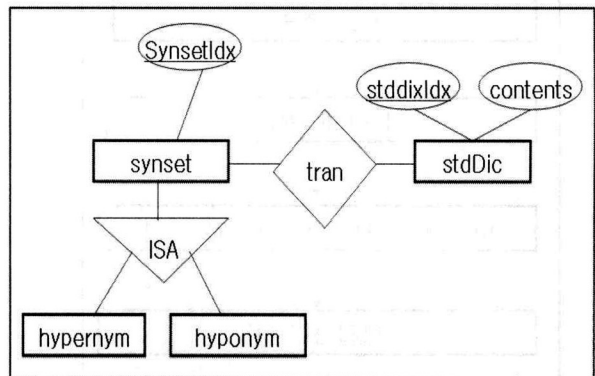 SynsetIdx
stddixIdx contents
synset tran stdDic
ISA
hypernym hyponym